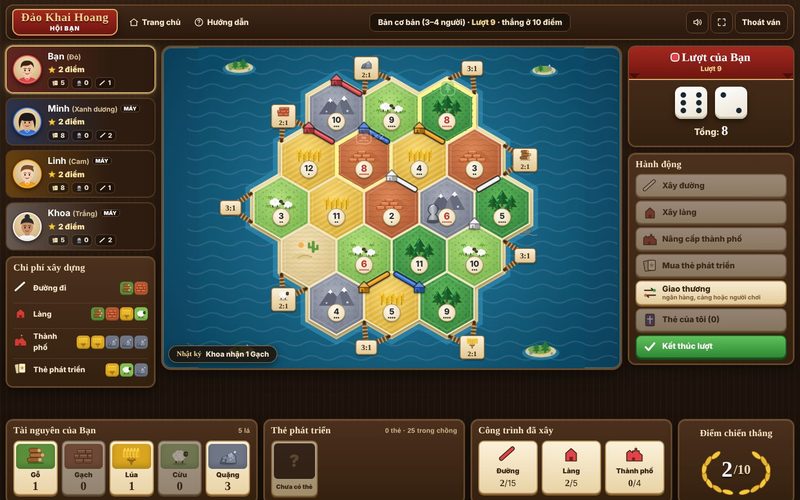 Đảo Khai Hoang
HỘI BẠN
Trang chủ
Hướng dẫn
Bản cơ bản (3–4 người) · Lượt 9 · thắng ở 10 điểm
Thoát ván
Bạn (Đỏ)
2 điểm
5 0 1
Minh (Xanh dương) MÁY
2 điểm
8 0 2
Linh (Cam) MÁY
2 điểm
8 0 1
Khoa (Trắng) MÁY
2 điểm
5 0 2
Chi phí xây dựng
Đường đi
Làng
Thành phố
Thẻ phát triển
2:1
3:1
10
9
8
2:1
12
8
4
3
2:1
3:1
3
11
2
6
5
6
11
10
3:1
2:1
4
5
9
3:1
2:1
Nhật ký Khoa nhận 1 Gạch
Lượt của Bạn
Lượt 9
Tổng: 8
Hành động
Xây đường
Xây làng
Nâng cấp thành phố
Mua thẻ phát triển
Giao thương
ngân hàng, cảng hoặc người chơi
Thẻ của tôi (0)
Kết thúc lượt
Tài nguyên của Bạn
5 lá
Gỗ
1
Gạch
0
Lúa
1
Cừu
0
Quặng
3
Thẻ phát triển
0 thẻ · 25 trong chồng
?
Chưa có thẻ
Công trình đã xây
Đường
2/15
Làng
2/5
Thành phố
0/4
Điểm chiến thắng
2/10